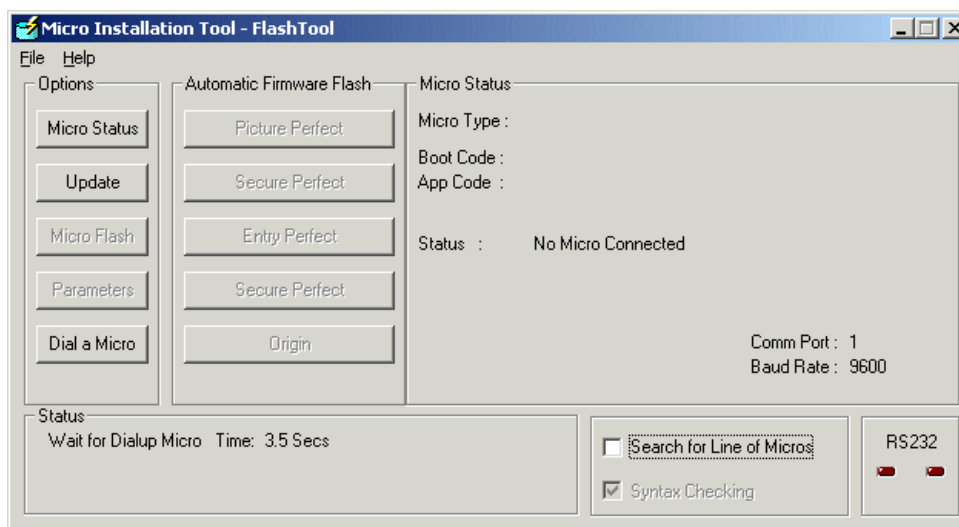 Micro Installation Tool - FlashTool
File Help
Options
Micro Status
Update
Micro Flash
Parameters
Dial a Micro
Automatic Firmware Flash
Picture Perfect
Secure Perfect
Entry Perfect
Secure Perfect
Origin
Micro Status
Micro Type :
Boot Code :
App Code :
Status : No Micro Connected
Comm Port : 1
Baud Rate : 9600
Status
Wait for Dialup Micro Time: 3.5 Secs
Search for Line of Micros
Syntax Checking
RS232